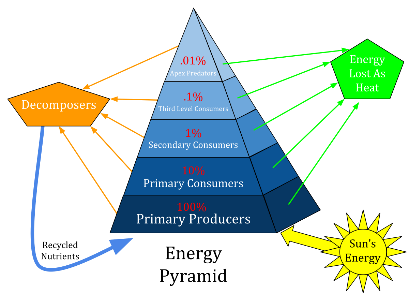 .01%
Apex Predators
.1%
Third Level Consumers
1%
Secondary Consumers
Primary Consumers
100%
Primary Producers
Decomposers
Energy
Lost As
Heat
Recycled
Nutrients
Energy
Pyramid
Sun's
Energy